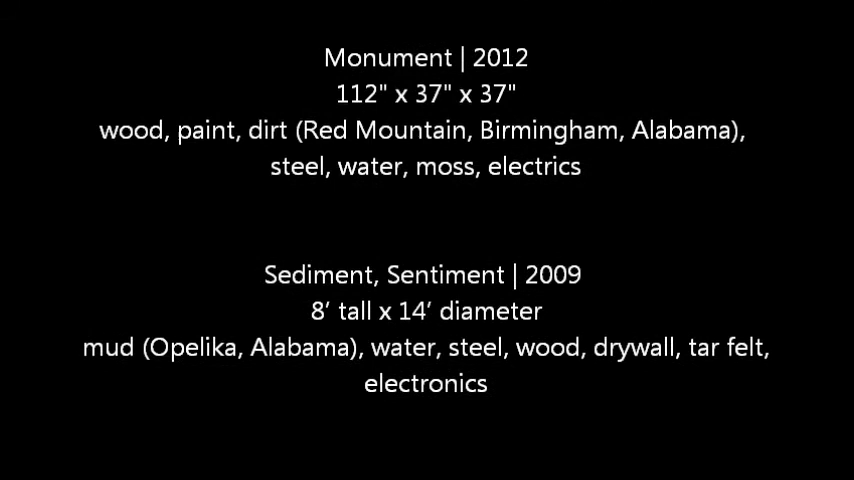 Monument | 2012
112" x 37" x 37"
wood, paint, dirt (Red Mountain, Birmingham, Alabama),
steel, water, moss, electrics
Sediment, Sentiment | 2009
8’ tall x 14’ diameter
mud (Opelika, Alabama), water, steel, wood, drywall, tar felt,
electronics